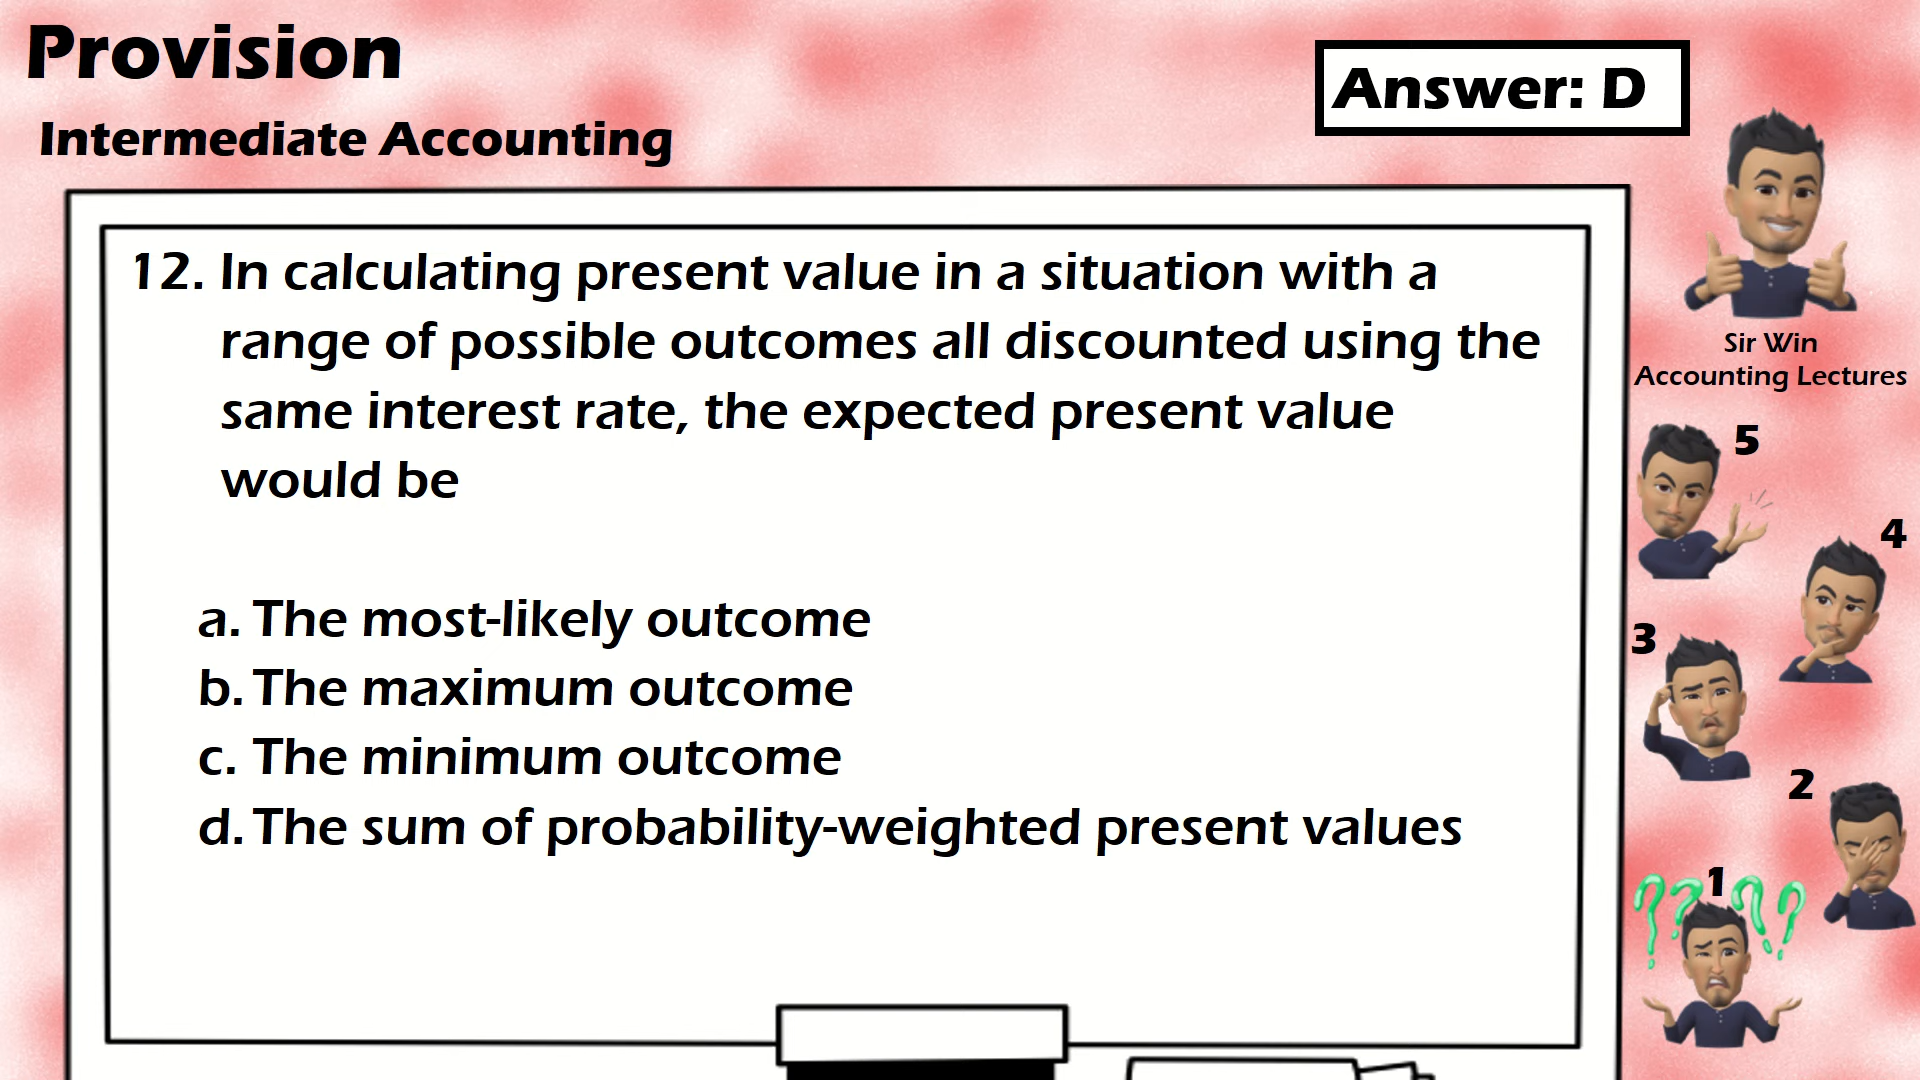 Provision
Intermediate Accounting
Answer: D
Sir Win
Accounting Lectures
12. In calculating present value in a situation with a
range of possible outcomes all discounted using the
same interest rate, the expected present value
would be
a. The most-likely outcome
b. The maximum outcome
c. The minimum outcome
d. The sum of probability-weighted present values
5
4
3
2
1
????